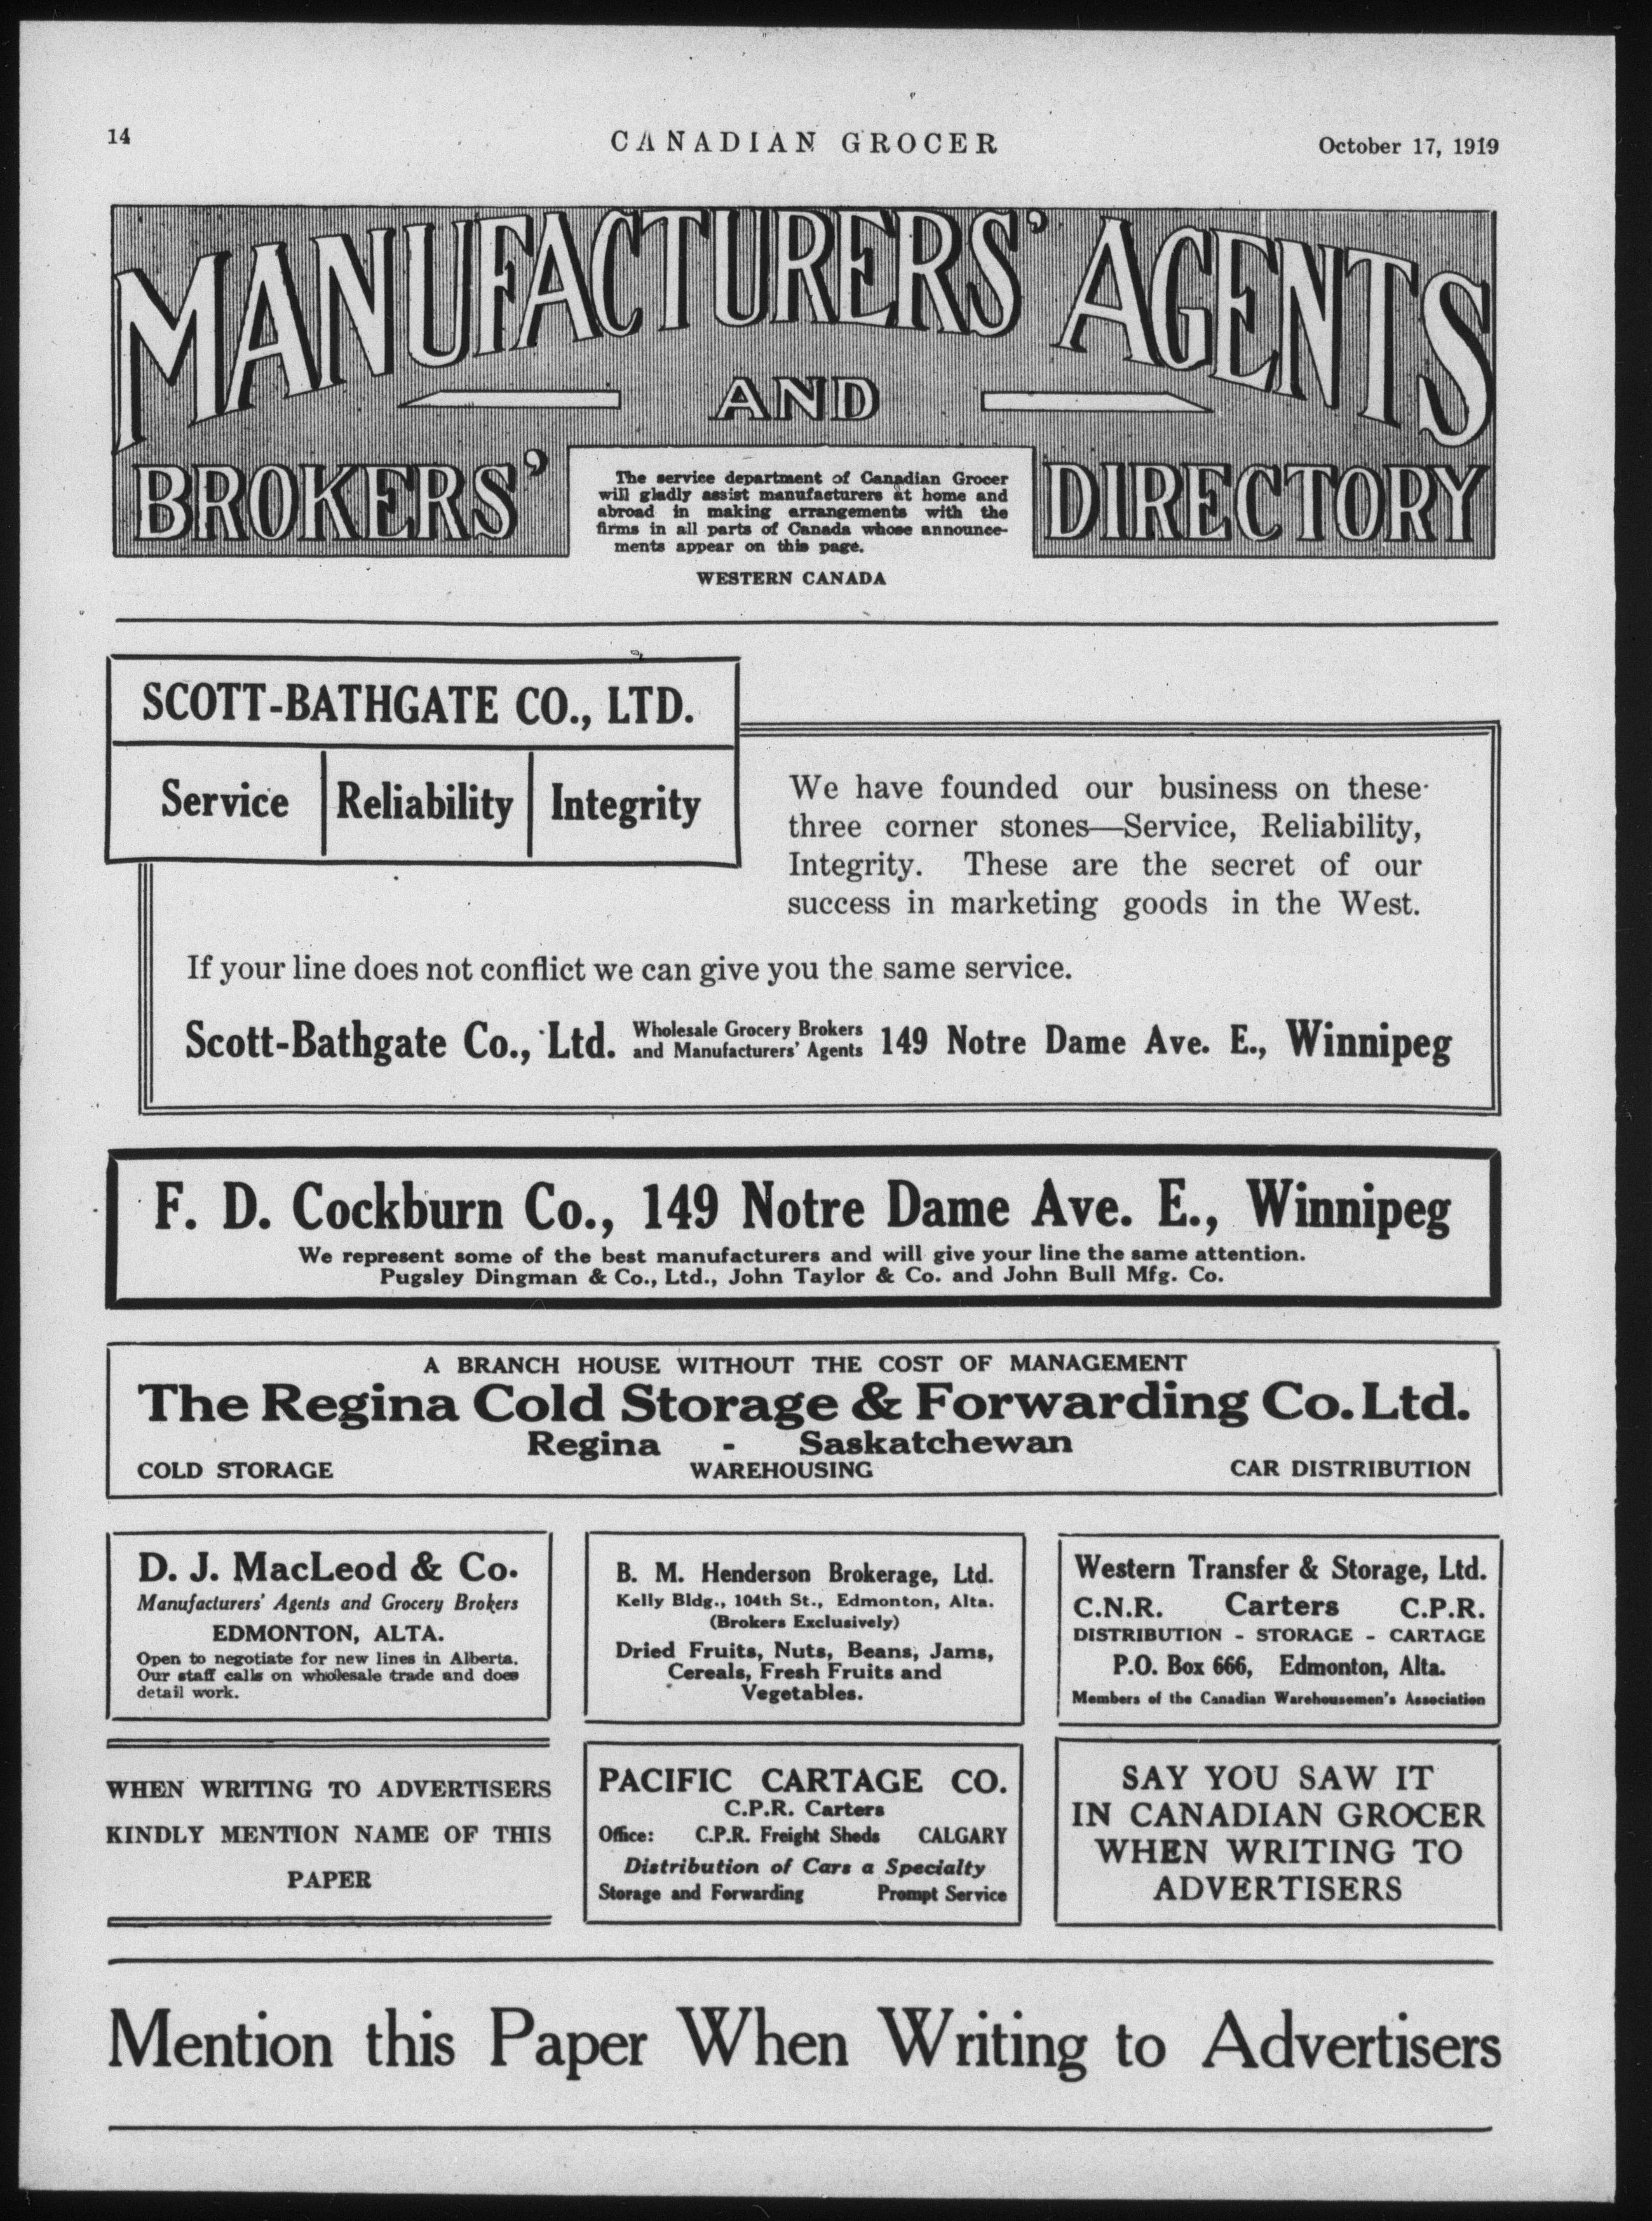 14
CANADIAN GROCER
October 17, 1919
MANUFACTURERS' AGENTS
AND
BROKERS' DIRECTORY
The service department of Canadian Grocer
will gladly assist manufacturers at home and
abroad in making arrangements with the
firms in all parts of Canada whose announce-
ments appear on this page.
WESTERN CANADA
SCOTT-BATHGATE CO., LTD.
Service Reliability Integrity
We have founded our business on these
three corner stones—Service, Reliability,
Integrity. These are the secret of our
success in marketing goods in the West.
If your line does not conflict we can give you the same service.
Scott-Bathgate Co., Ltd. Wholesale Grocery Brokers and Manufacturers' Agents 149 Notre Dame Ave. E., Winnipeg
F. D. Cockburn Co., 149 Notre Dame Ave. E., Winnipeg
We represent some of the best manufacturers and will give your line the same attention.
Pugsley Dingman & Co., Ltd., John Taylor & Co. and John Bull Mfg. Co.
A BRANCH HOUSE WITHOUT THE COST OF MANAGEMENT
The Regina Cold Storage & Forwarding Co. Ltd.
Regina - Saskatchewan
COLD STORAGE WAREHOUSING CAR DISTRIBUTION
D. J. MacLeod & Co.
Manufacturers' Agents and Grocery Brokers
EDMONTON, ALTA.
Open to negotiate for new lines in Alberta.
Our staff calls on wholesale trade and does
detail work.
B. M. Henderson Brokerage, Ltd.
Kelly Bldg., 104th St., Edmonton, Alta.
(Brokers Exclusively)
Dried Fruits, Nuts, Beans, Jams,
Cereals, Fresh Fruits and
Vegetables.
Western Transfer & Storage, Ltd.
C.N.R. Carters C.P.R.
DISTRIBUTION - STORAGE - CARTAGE
P.O. Box 666, Edmonton, Alta.
Members of the Canadian Warehousemen's Association
WHEN WRITING TO ADVERTISERS
KINDLY MENTION NAME OF THIS
PAPER
PACIFIC CARTAGE CO.
C.P.R. Carters
Office: C.P.R. Freight Sheds CALGARY
Distribution of Cars a Specialty
Storage and Forwarding Prompt Service
SAY YOU SAW IT
IN CANADIAN GROCER
WHEN WRITING TO
ADVERTISERS
Mention this Paper When Writing to Advertisers